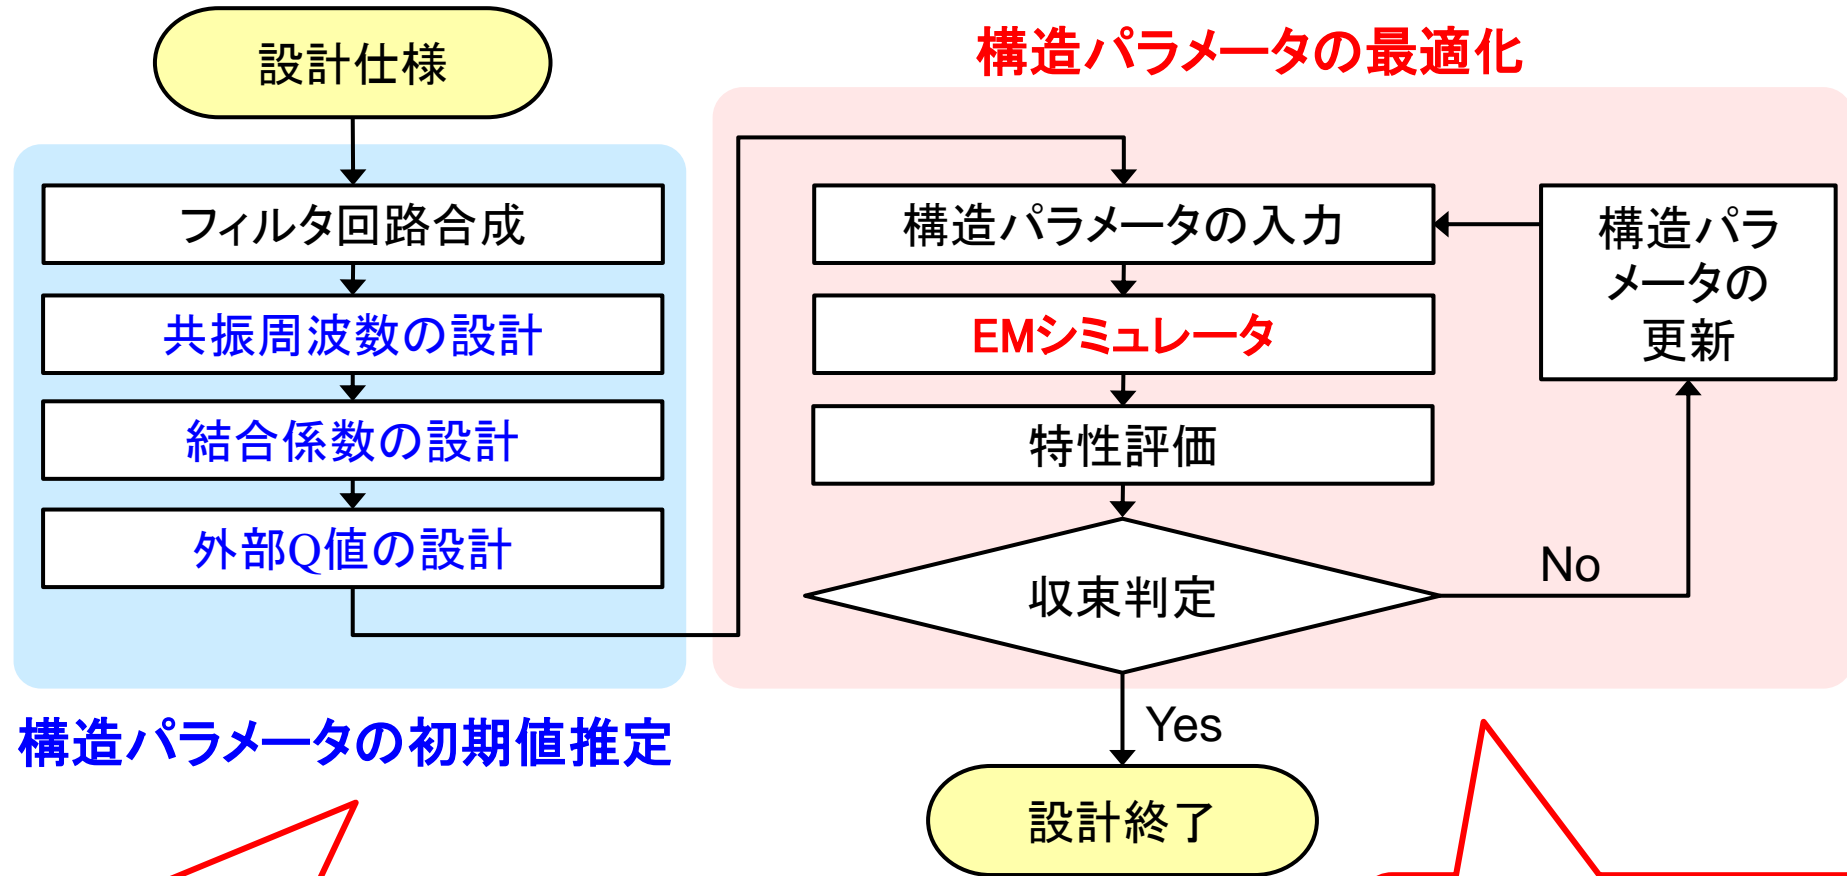 設計仕様
フィルタ回路合成
共振周波数の設計
結合係数の設計
外部Q値の設計
構造パラメータの初期値推定
構造パラメータの最適化
構造パラメータの入力
EMシミュレータ
特性評価
収束判定
No
構造パラ
メータの
更新
Yes
設計終了